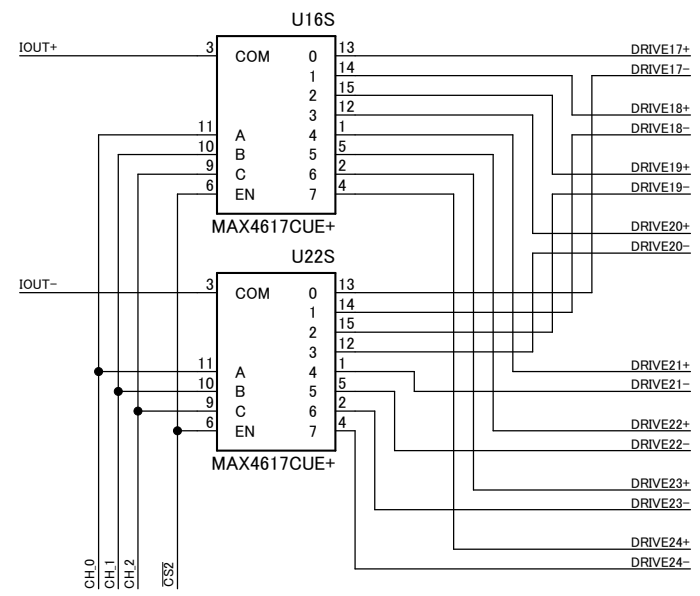 U16S
IOUT+ 3 COM 0 13 DRIVE17+
1 14 DRIVE17-
2 15
3 12 DRIVE18+
11 A 4 1 DRIVE18-
10 B 5 5
9 C 6 2 DRIVE19+
6 EN 7 4 DRIVE19-
MAX4617CUE+ DRIVE20+
U22S DRIVE20-
IOUT- 3 COM 0 13
1 14
2 15
3 12
11 A 4 1 DRIVE21+
10 B 5 5 DRIVE21-
9 C 6 2
6 EN 7 4 DRIVE22+
MAX4617CUE+ DRIVE22-
DRIVE23+
DRIVE23-
DRIVE24+
DRIVE24-
CH_0
CH_1
CH_2
C̅S̅2̅